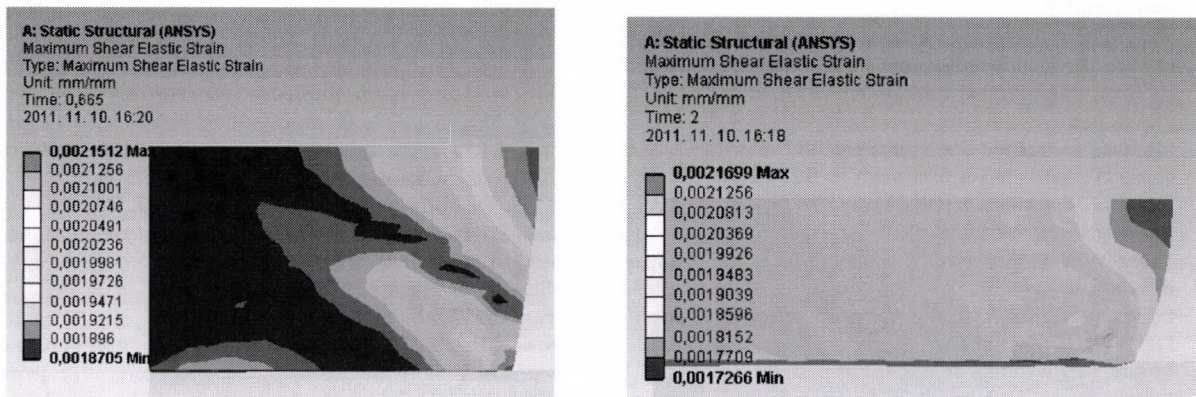 A: Static Structural (ANSYS)
Maximum Shear Elastic Strain
Type: Maximum Shear Elastic Strain
Unit: mm/mm
Time: 0,665
2011. 11. 10. 16:20
0,0021512 Max
0,0021256
0,0021001
0,0020746
0,0020491
0,0020236
0,0019981
0,0019726
0,0019471
0,0019215
0,001896
0,0018705 Min
A: Static Structural (ANSYS)
Maximum Shear Elastic Strain
Type: Maximum Shear Elastic Strain
Unit: mm/mm
Time: 2
2011. 11. 10. 16:18
0,0021699 Max
0,0021256
0,0020813
0,0020369
0,0019926
0,0019483
0,0019039
0,0018596
0,0018152
0,0017709
0,0017266 Min